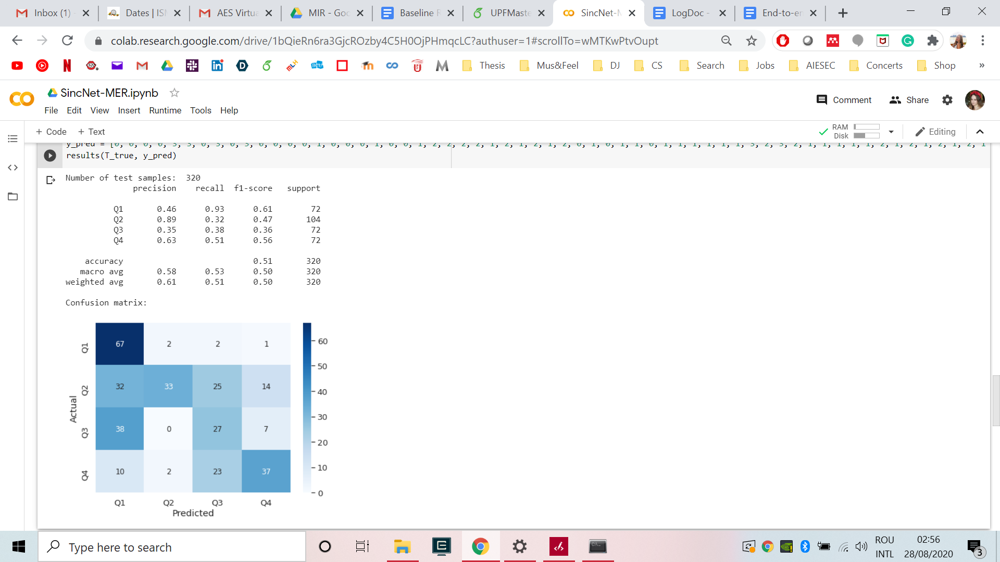 Inbox (1)
Dates | ISM
AES Virtua
MIR - Goo
Baseline R
UPFMaste
SincNet-M
LogDoc -
End-to-en
colab.research.google.com/drive/1bQieRn6ra3GjcROzby4C5H0OjPHmqcLC?authuser=1#scrollTo=wMTKwPtvOupt
Thesis
Mus&Feel
DJ
CS
Search
Jobs
AIESEC
Concerts
Shop
»
SincNet-MER.ipynb
Comment
Share
File Edit View Insert Runtime Tools Help
+ Code + Text
RAM
Disk
Editing
y_pred = [0, 0, 0, 0, 3, 3, 0, 3, 0, 3, 0, 0, 0, 0, 1, 0, 0, 0, 1, 0, 0, 1, 2, 2, 2, 2, 1, 2, 1, 2, 1, 2, 0, 1, 0, 1, 1, 0, 1, 1, 1, 1, 1, 1, 3, 2, 3, 2, 1, 1, 1, 1, 1, 2, 1, 2, 1, 2, 1, 2, 1
results(T_true, y_pred)
Number of test samples: 320
precision recall f1-score support
Q1 0.46 0.93 0.61 72
Q2 0.89 0.32 0.47 104
Q3 0.35 0.38 0.36 72
Q4 0.63 0.51 0.56 72
accuracy 0.51 320
macro avg 0.58 0.53 0.50 320
weighted avg 0.61 0.51 0.50 320
Confusion matrix:
Actual
Q1 67 2 2 1
Q2 32 33 25 14
Q3 38 0 27 7
Q4 10 2 23 37
Q1 Q2 Q3 Q4
Predicted
60
50
40
30
20
10
0
Type here to search
ROU
INTL
02:56
28/08/2020
3